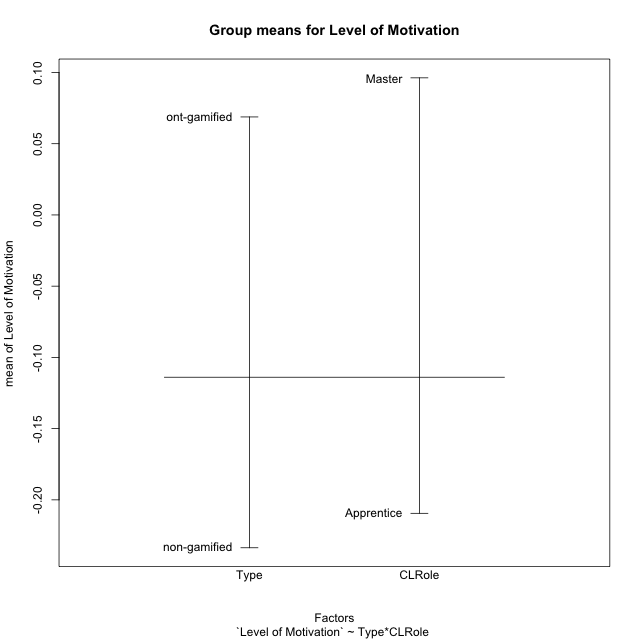 Group means for Level of Motivation
mean of Level of Motivation
0.10
0.05
0.00
-0.05
-0.10
-0.15
-0.20
Master
ont-gamified
Apprentice
non-gamified
Type
CLRole
Factors
`Level of Motivation` ~ Type*CLRole